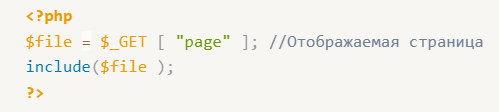 <?php
$file = $_GET [ "page" ]; //Отображаемая страница
include($file );
?>